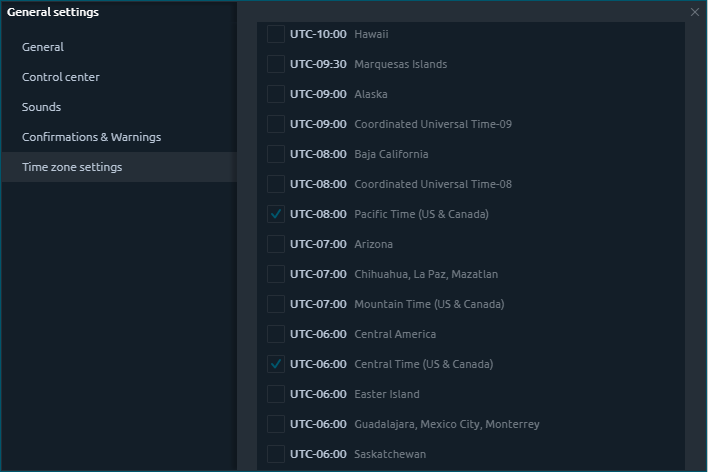 General settings
General
Control center
Sounds
Confirmations & Warnings
Time zone settings
UTC-10:00 Hawaii
UTC-09:30 Marquesas Islands
UTC-09:00 Alaska
UTC-09:00 Coordinated Universal Time-09
UTC-08:00 Baja California
UTC-08:00 Coordinated Universal Time-08
UTC-08:00 Pacific Time (US & Canada)
UTC-07:00 Arizona
UTC-07:00 Chihuahua, La Paz, Mazatlan
UTC-07:00 Mountain Time (US & Canada)
UTC-06:00 Central America
UTC-06:00 Central Time (US & Canada)
UTC-06:00 Easter Island
UTC-06:00 Guadalajara, Mexico City, Monterrey
UTC-06:00 Saskatchewan